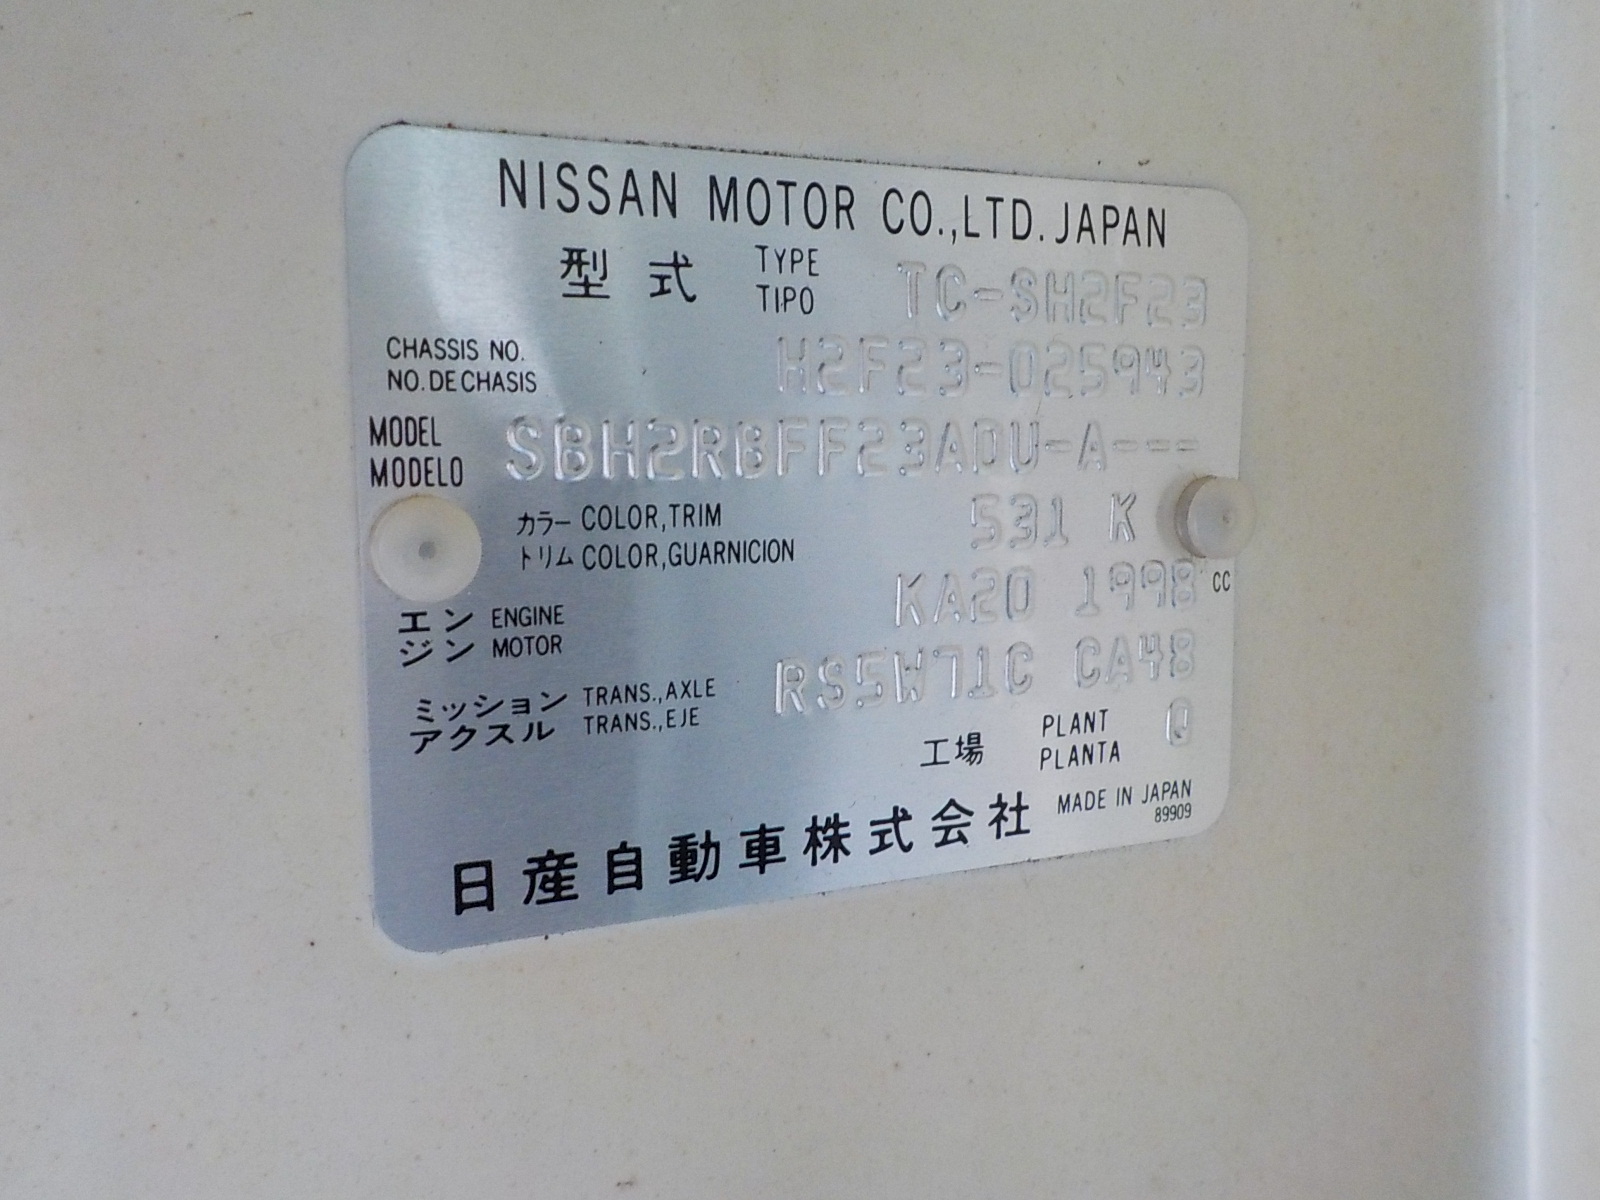 NISSAN MOTOR CO.,LTD. JAPAN
型式 TYPE TIPO TC-SH2F23
CHASSIS NO.
NO. DE CHASIS H2F23-025943
MODEL
MODELO SBH2RBFF23ADU-A---
カラー COLOR,TRIM
トリム COLOR,GUARNICION 531 K
エンジン ENGINE MOTOR KA20 1998 CC
ミッション TRANS.,AXLE
アクスル TRANS.,EJE RS5W71C CA48
工場 PLANT PLANTA Q
日産自動車株式会社 MADE IN JAPAN
89909